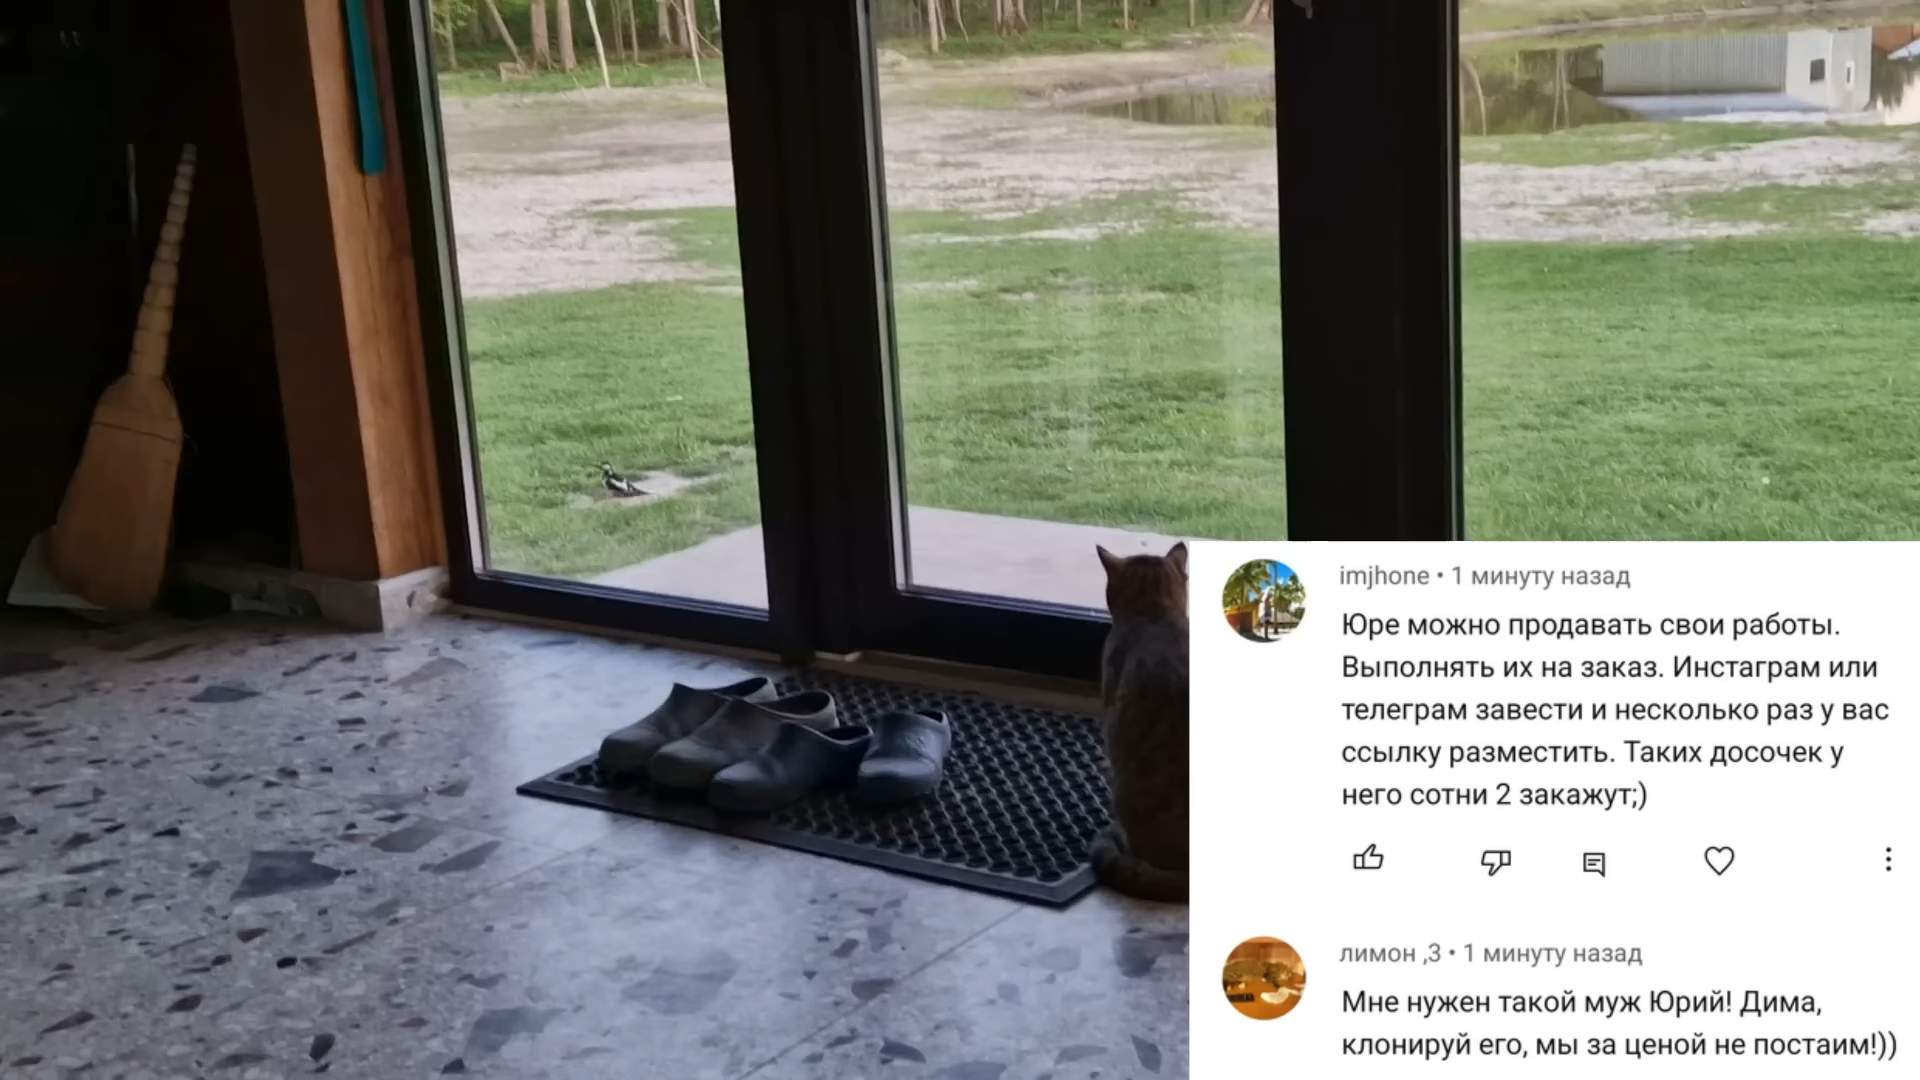 imjhone • 1 минуту назад
Юре можно продавать свои работы.
Выполнять их на заказ. Инстаграм или
телеграм завести и несколько раз у вас
ссылку разместить. Таких досочек у
него сотни 2 закажут;)
лимон ,3 • 1 минуту назад
Мне нужен такой муж Юрий! Дима,
клонируй его, мы за ценой не постаим!))